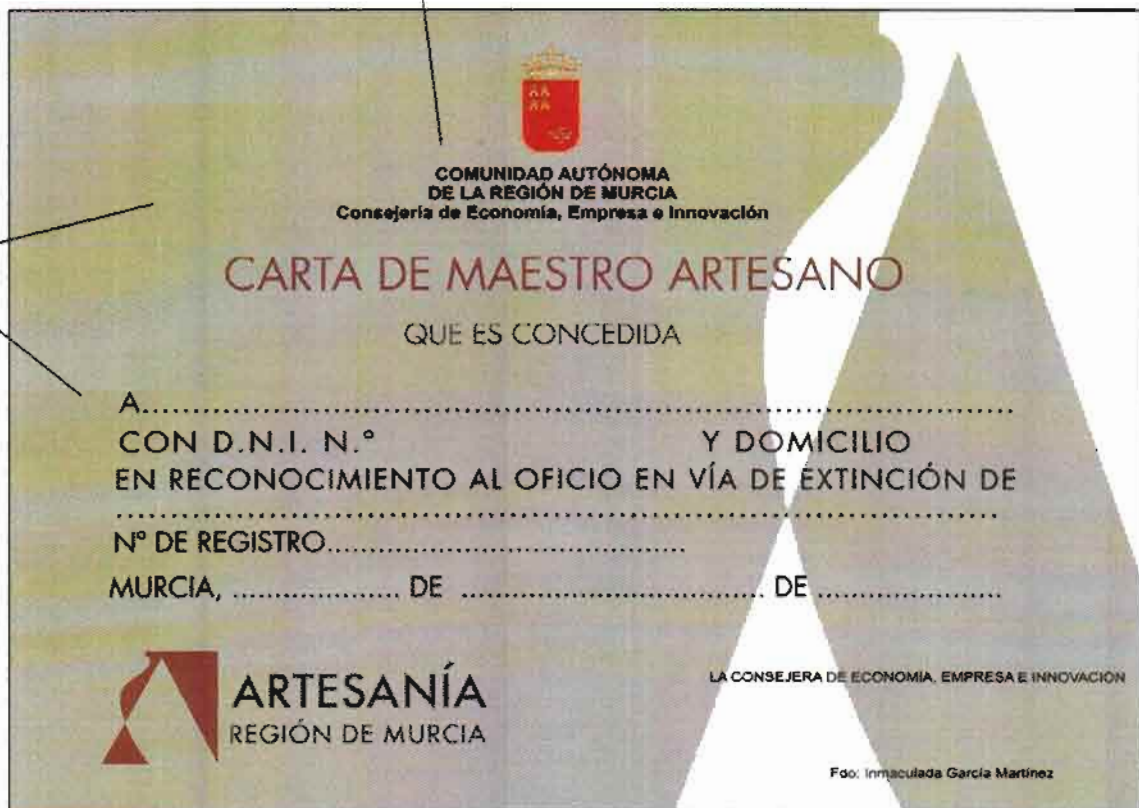 COMUNIDAD AUTÓNOMA
DE LA REGIÓN DE MURCIA
Consejería de Economía, Empresa e Innovación
CARTA DE MAESTRO ARTESANO
QUE ES CONCEDIDA
A..............................................................................................
CON D.N.I. N.º Y DOMICILIO
EN RECONOCIMIENTO AL OFICIO EN VÍA DE EXTINCIÓN DE
................................................................................................
Nº DE REGISTRO.......................................
MURCIA, .................. DE ................................. DE ....................
ARTESANÍA
REGIÓN DE MURCIA
LA CONSEJERA DE ECONOMÍA, EMPRESA E INNOVACIÓN
Fdo: Inmaculada García Martínez